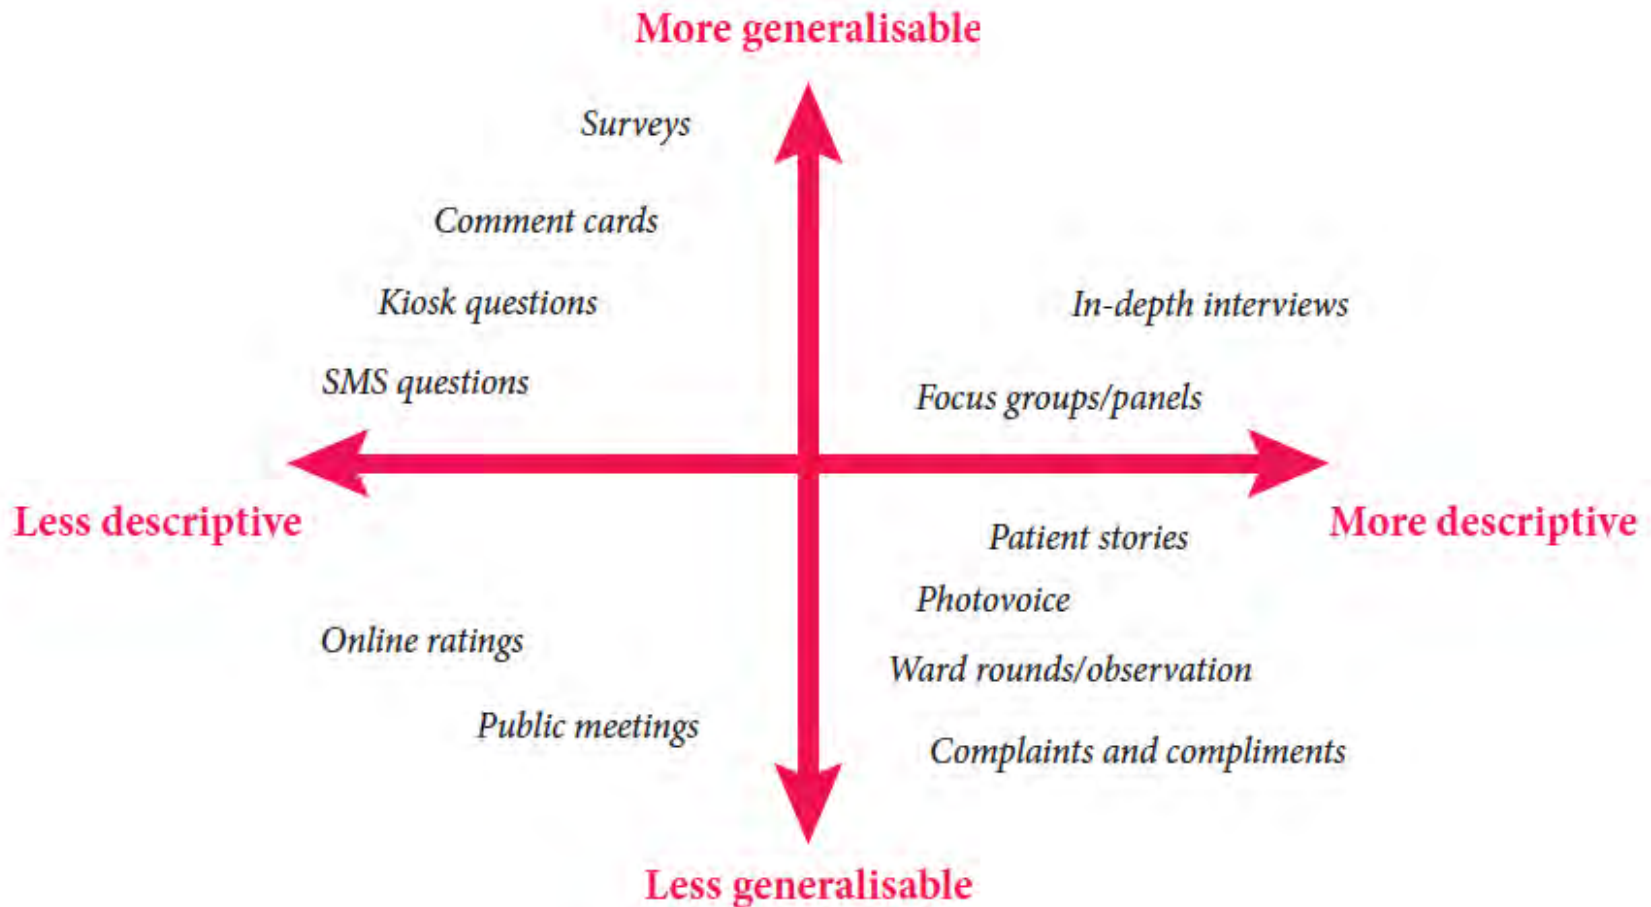 More generalisable
Surveys
Comment cards
Kiosk questions
In-depth interviews
SMS questions
Focus groups/panels
Less descriptive
More descriptive
Patient stories
Photovoice
Online ratings
Ward rounds/observation
Public meetings
Complaints and compliments
Less generalisable